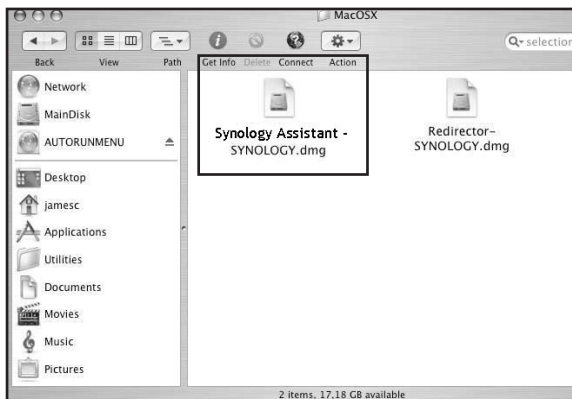 MacOSX
selection
Back View Path Get Info Delete Connect Action
Network
MainDisk
AUTORUNMENU
Desktop
jamesc
Applications
Utilities
Documents
Movies
Music
Pictures
Synology Assistant -
SYNOLOGY.dmg
Redirector-
SYNOLOGY.dmg
2 items, 17.18 GB available